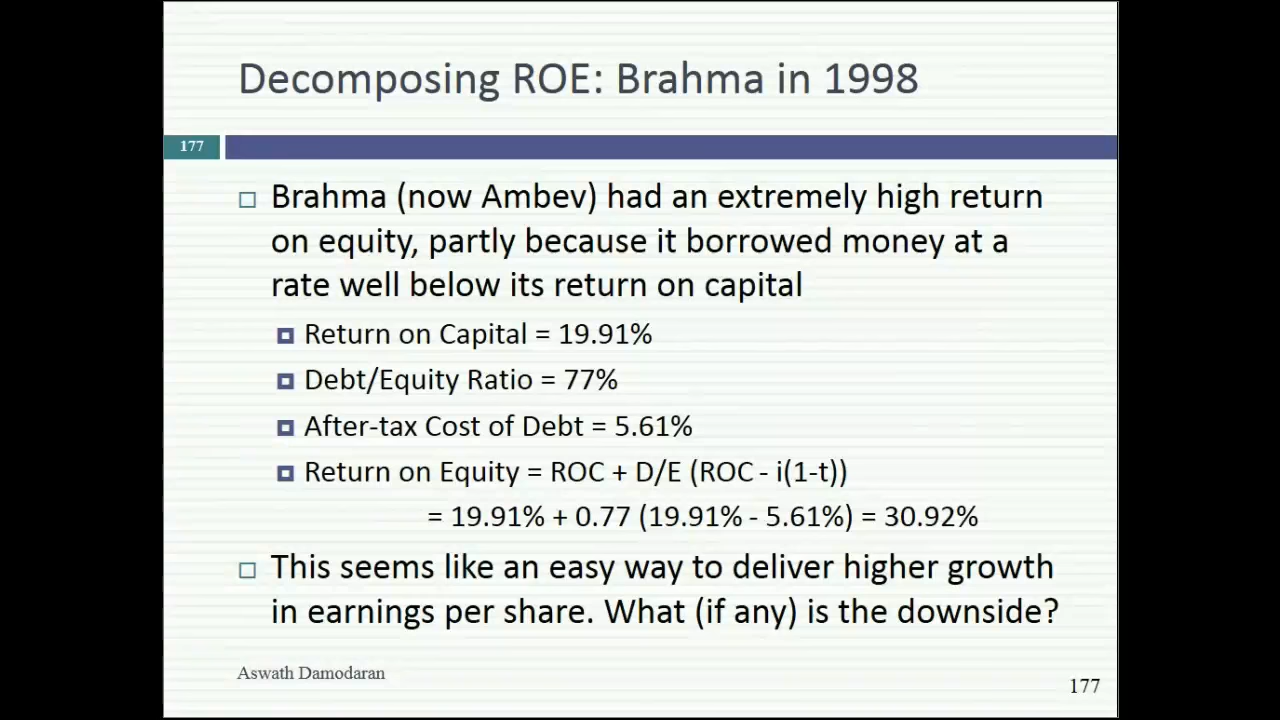 Decomposing ROE: Brahma in 1998
177
Brahma (now Ambev) had an extremely high return
on equity, partly because it borrowed money at a
rate well below its return on capital
Return on Capital = 19.91%
Debt/Equity Ratio = 77%
After-tax Cost of Debt = 5.61%
Return on Equity = ROC + D/E (ROC - i(1-t))
= 19.91% + 0.77 (19.91% - 5.61%) = 30.92%
This seems like an easy way to deliver higher growth
in earnings per share. What (if any) is the downside?
Aswath Damodaran
177